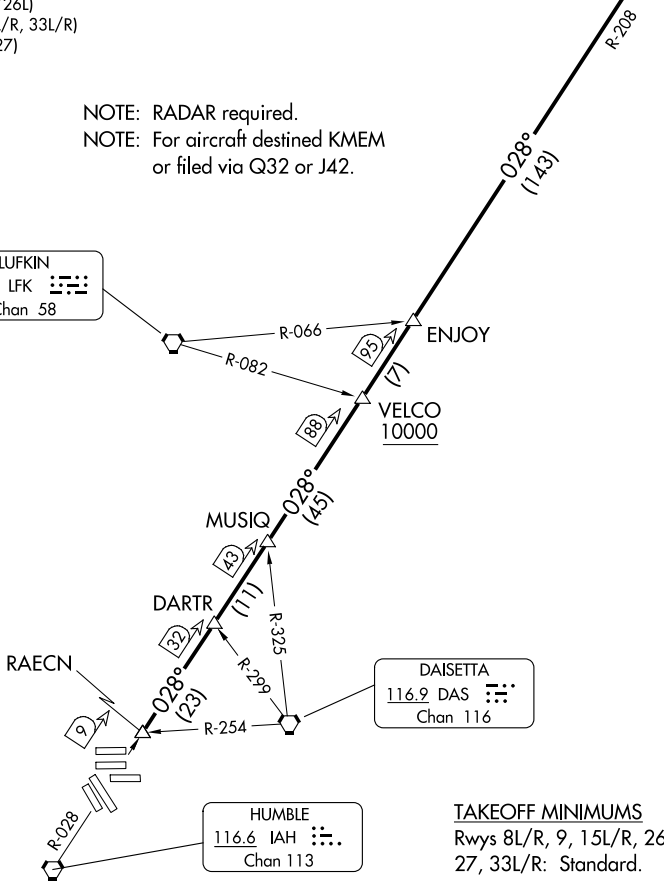 26L)
L/R, 33L/R)
27)
R-208
NOTE: RADAR required.
NOTE: For aircraft destined KMEM
or filed via Q32 or J42.
028°
(143)
LUFKIN
LFK
Chan 58
R-066
R-082
95
ENJOY
(7)
VELCO
10000
88
028°
(45)
MUSIQ
43
(11)
DARTR
32
R-325
R-299
RAECN
028°
(23)
9
R-254
DAISETTA
116.9 DAS
Chan 116
R-028
HUMBLE
116.6 IAH
Chan 113
TAKEOFF MINIMUMS
Rwys 8L/R, 9, 15L/R, 26
27, 33L/R: Standard.